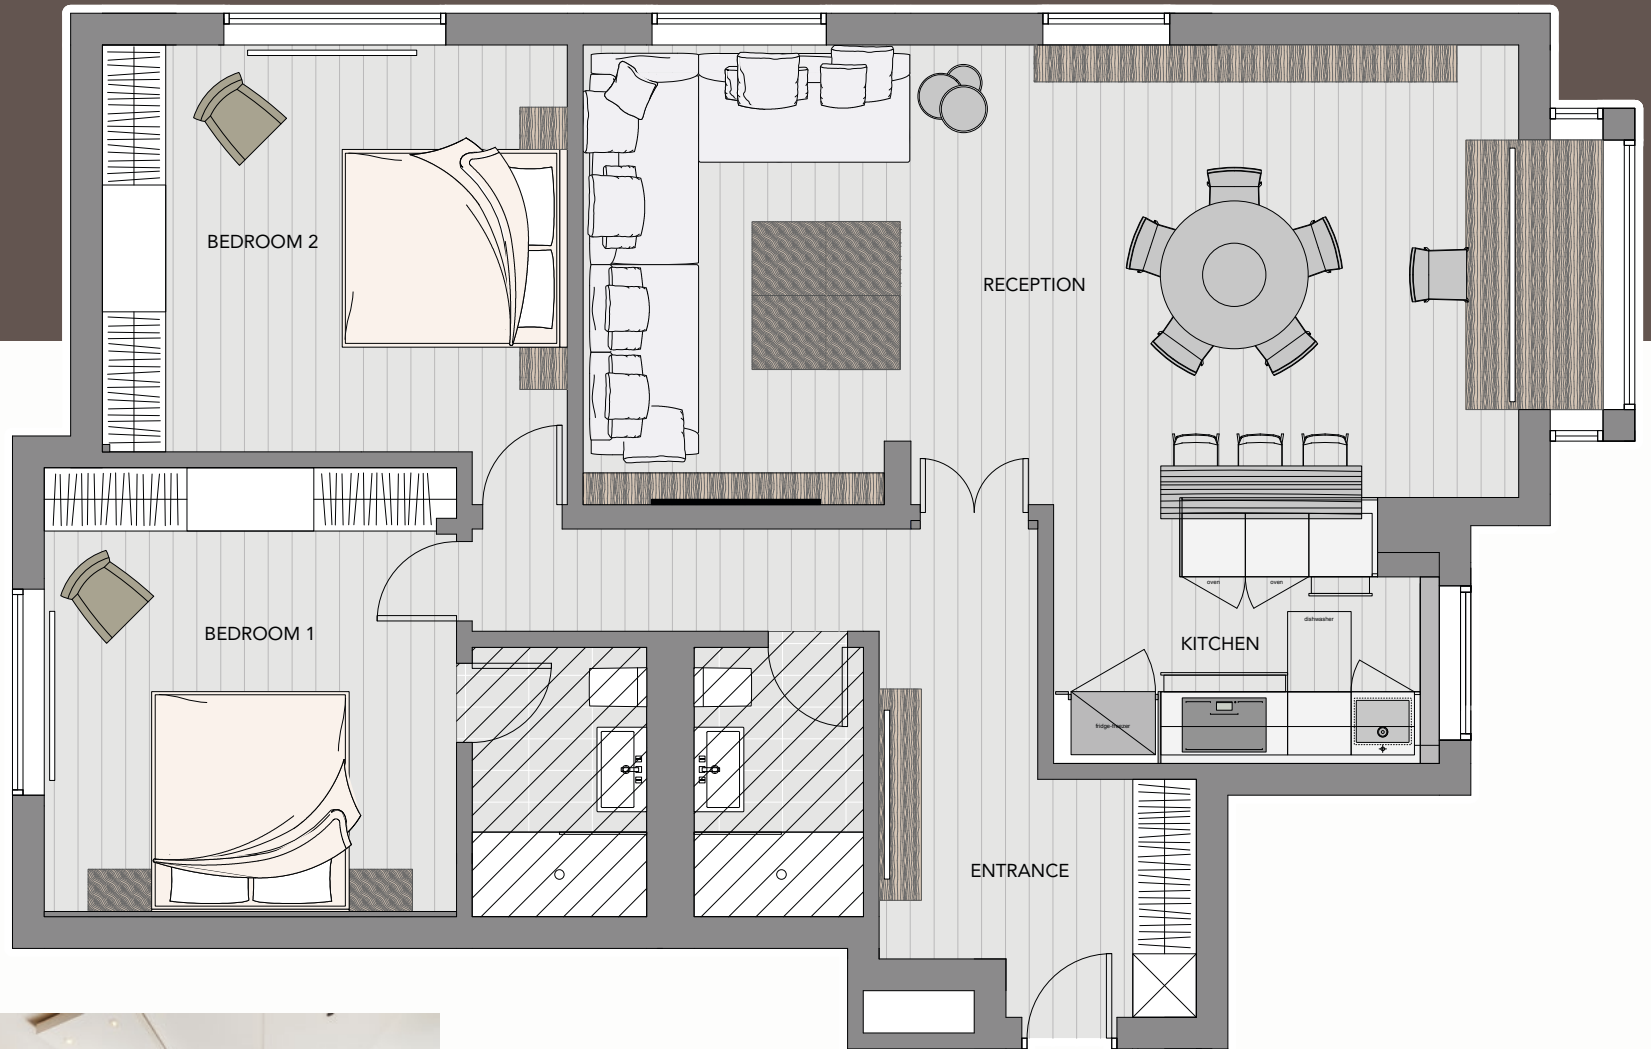 BEDROOM 2
RECEPTION
oven
oven
dishwasher
BEDROOM 1
KITCHEN
fridge-freezer
ENTRANCE